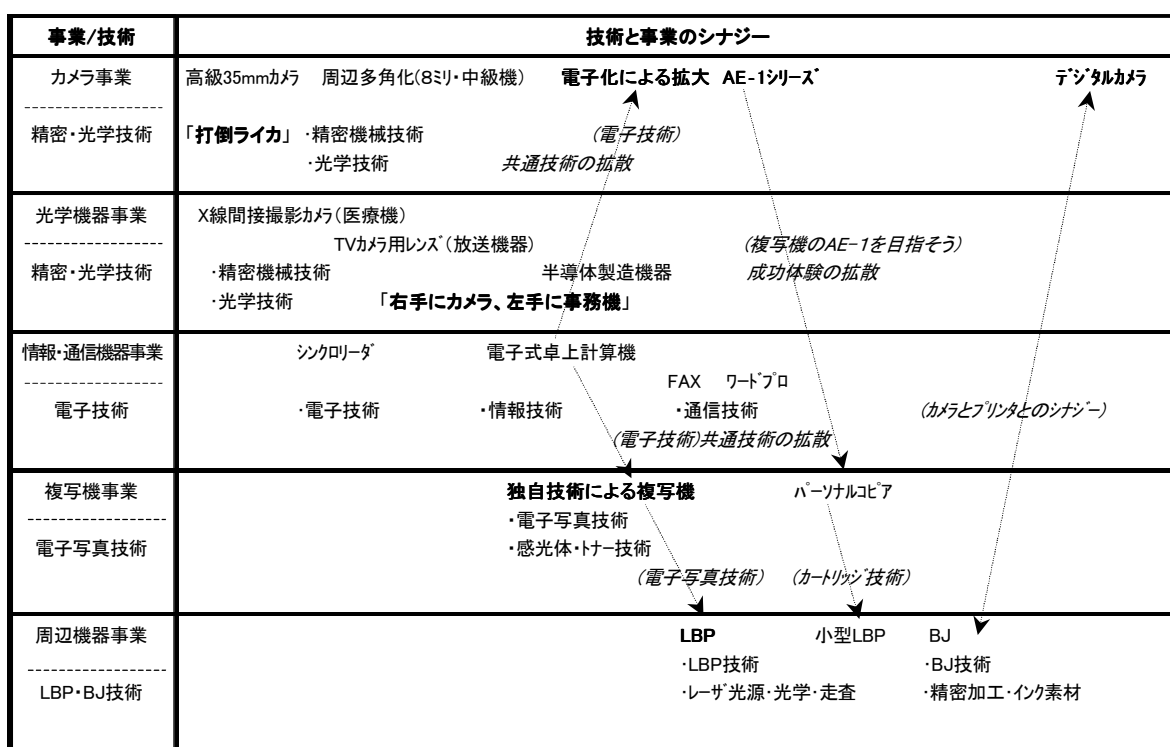 事業/技術 技術と事業のシナジー
カメラ事業 高級35mmカメラ 周辺多角化(8ミリ・中級機) 電子化による拡大 AE-1シリーズ デジタルカメラ
精密・光学技術 「打倒ライカ」 ・精密機械技術 (電子技術)
・光学技術 共通技術の拡散
光学機器事業 X線間接撮影カメラ(医療機)
TVカメラ用レンズ(放送機器) (複写機のAE-1を目指そう)
精密・光学技術 ・精密機械技術 半導体製造機器 成功体験の拡散
・光学技術 「右手にカメラ、左手に事務機」
情報・通信機器事業 シンクロリーダ 電子式卓上計算機
FAX ワードプロ
電子技術 ・電子技術 ・情報技術 ・通信技術 (カメラとプリンタとのシナジー)
(電子技術)共通技術の拡散
複写機事業 独自技術による複写機 パーソナルコピア
・電子写真技術
電子写真技術 ・感光体・トナー技術
(電子写真技術) (カートリッジ技術)
周辺機器事業 LBP 小型LBP BJ
・LBP技術 ・BJ技術
LBP・BJ技術 ・レーザ光源・光学・走査 ・精密加工・インク素材